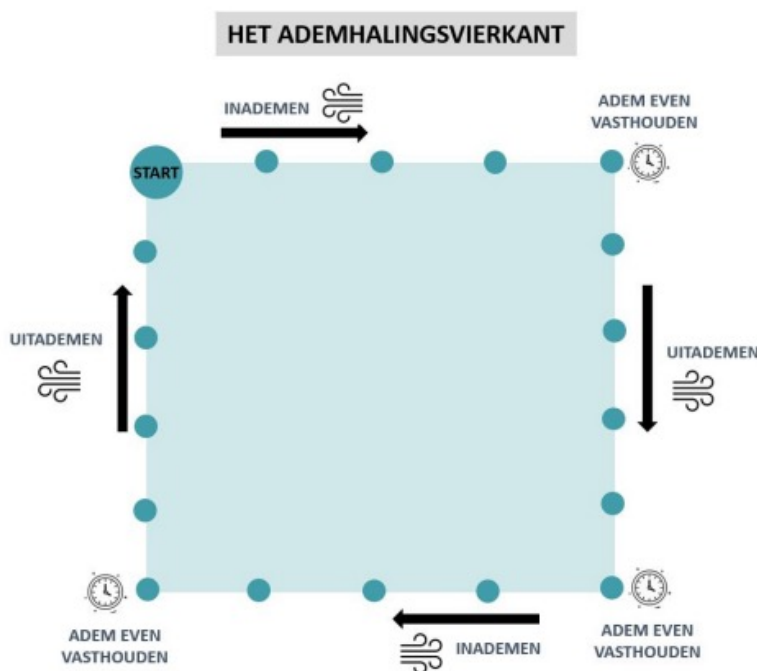 HET ADEMHALINGSVIERKANT
INADEMEN
ADEM EVEN
VASTHOUDEN
START
UITADEMEN
UITADEMEN
ADEM EVEN
VASTHOUDEN
INADEMEN
ADEM EVEN
VASTHOUDEN